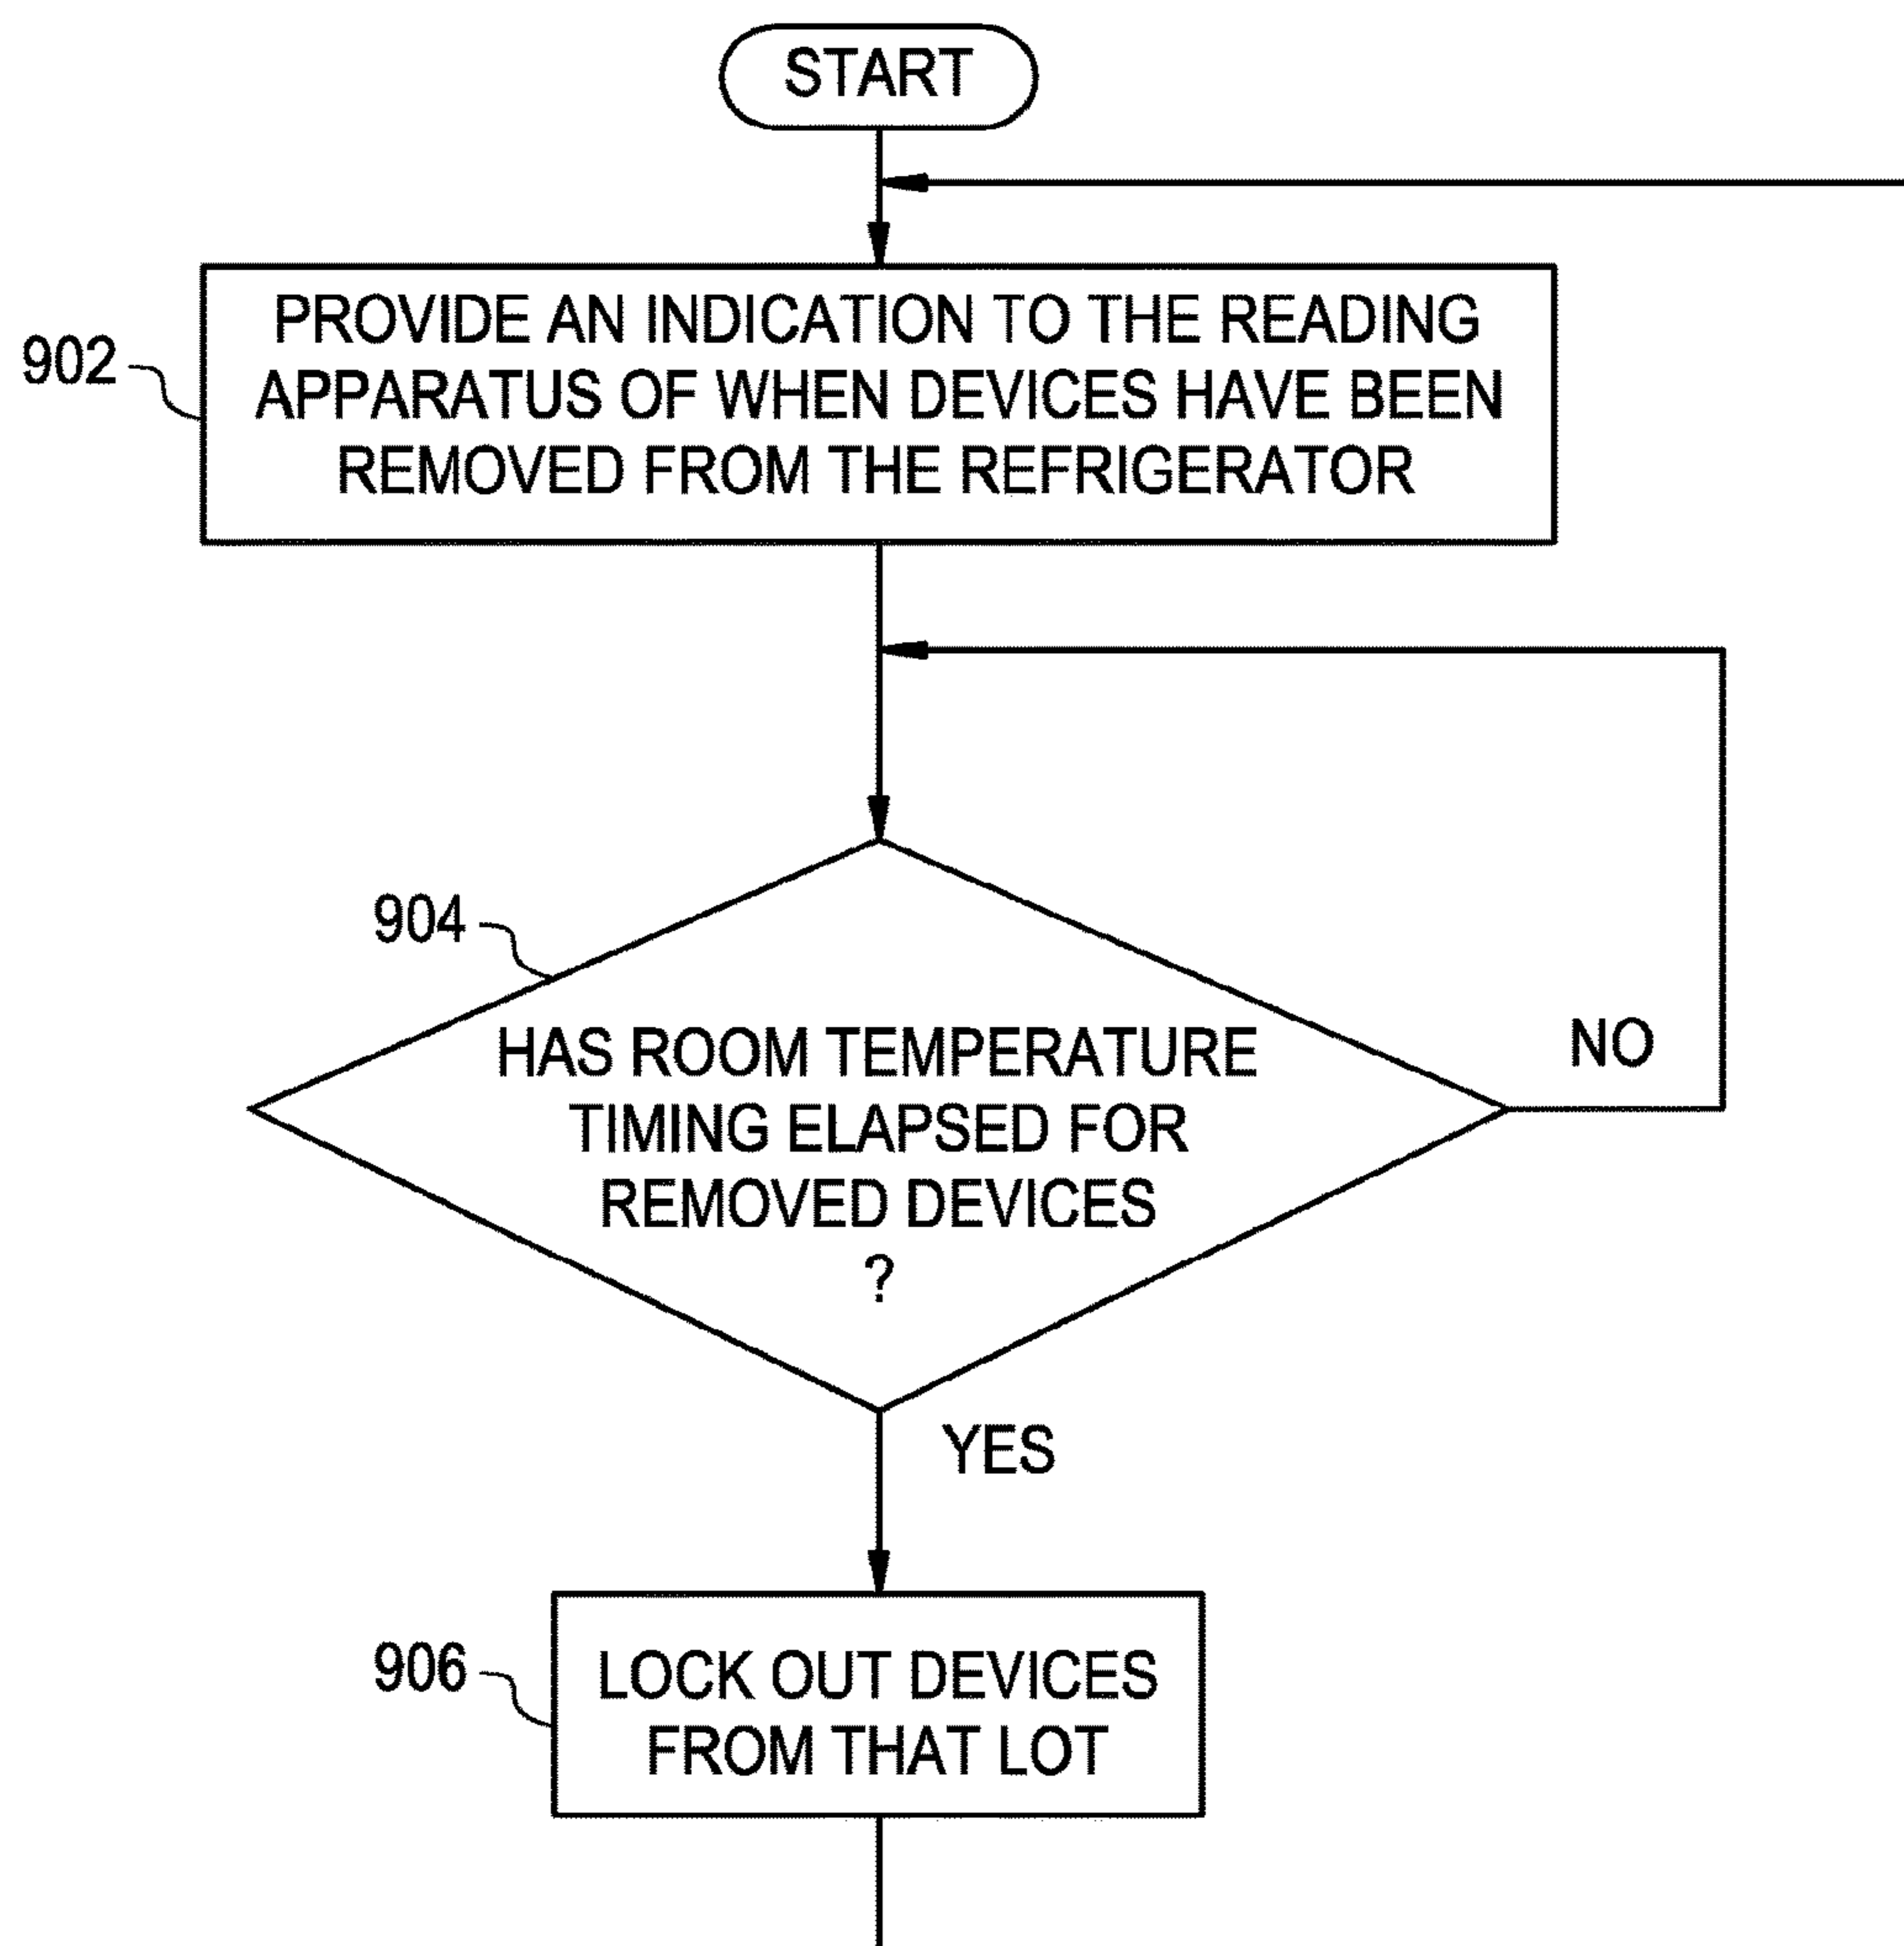 START
902
PROVIDE AN INDICATION TO THE READING
APPARATUS OF WHEN DEVICES HAVE BEEN
REMOVED FROM THE REFRIGERATOR
904
HAS ROOM TEMPERATURE
TIMING ELAPSED FOR
REMOVED DEVICES
?
NO
YES
906
LOCK OUT DEVICES
FROM THAT LOT